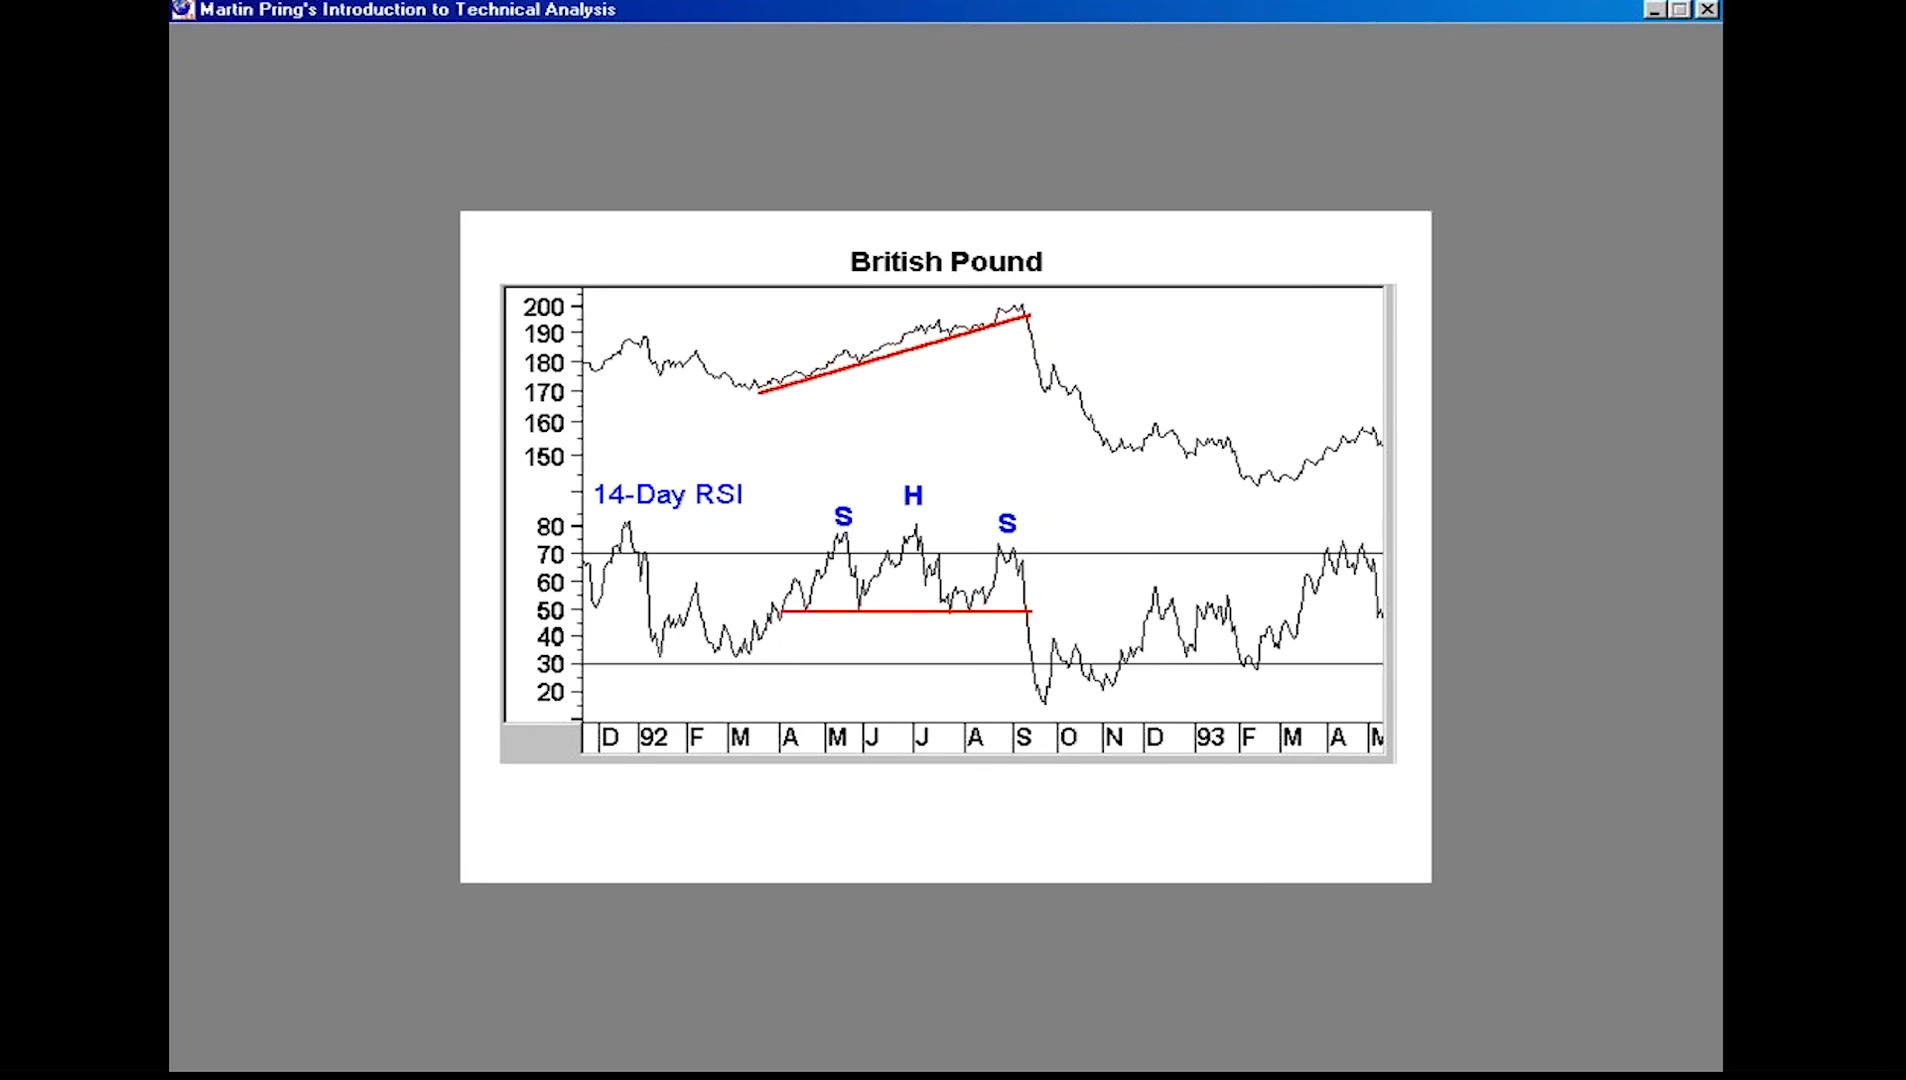 Martin Pring's Introduction to Technical Analysis
British Pound
200
190
180
170
160
150
14-Day RSI
S H S
80
70
60
50
40
30
20
D 92 F M A M J J A S O N D 93 F M A M